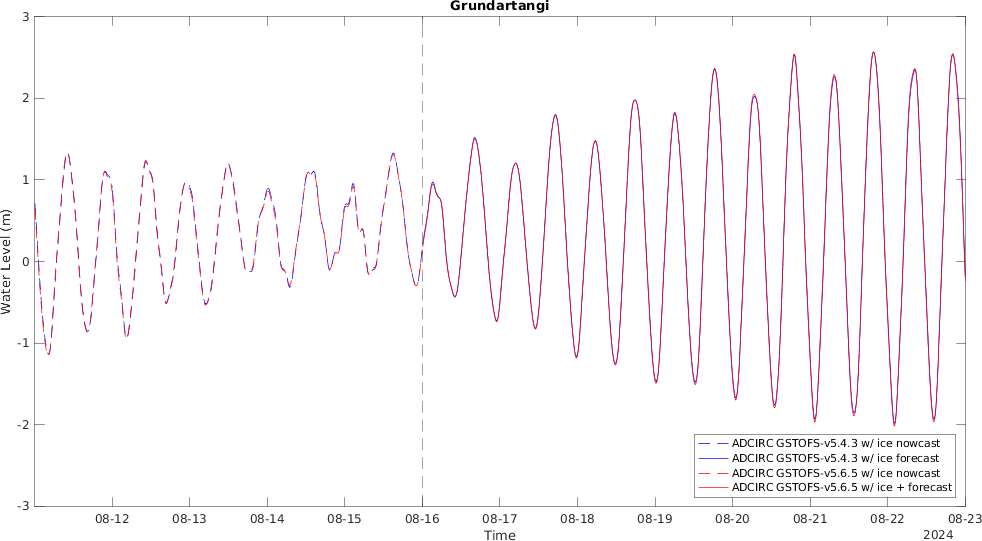 Grundartangi
Water Level (m)
3
2
1
0
-1
-2
-3
ADCIRC GSTOFS-v5.4.3 w/ ice nowcast
ADCIRC GSTOFS-v5.4.3 w/ ice forecast
ADCIRC GSTOFS-v5.6.5 w/ ice nowcast
ADCIRC GSTOFS-v5.6.5 w/ ice + forecast
08-12 08-13 08-14 08-15 08-16 08-17 08-18 08-19 08-20 08-21 08-22 08-23
Time
2024